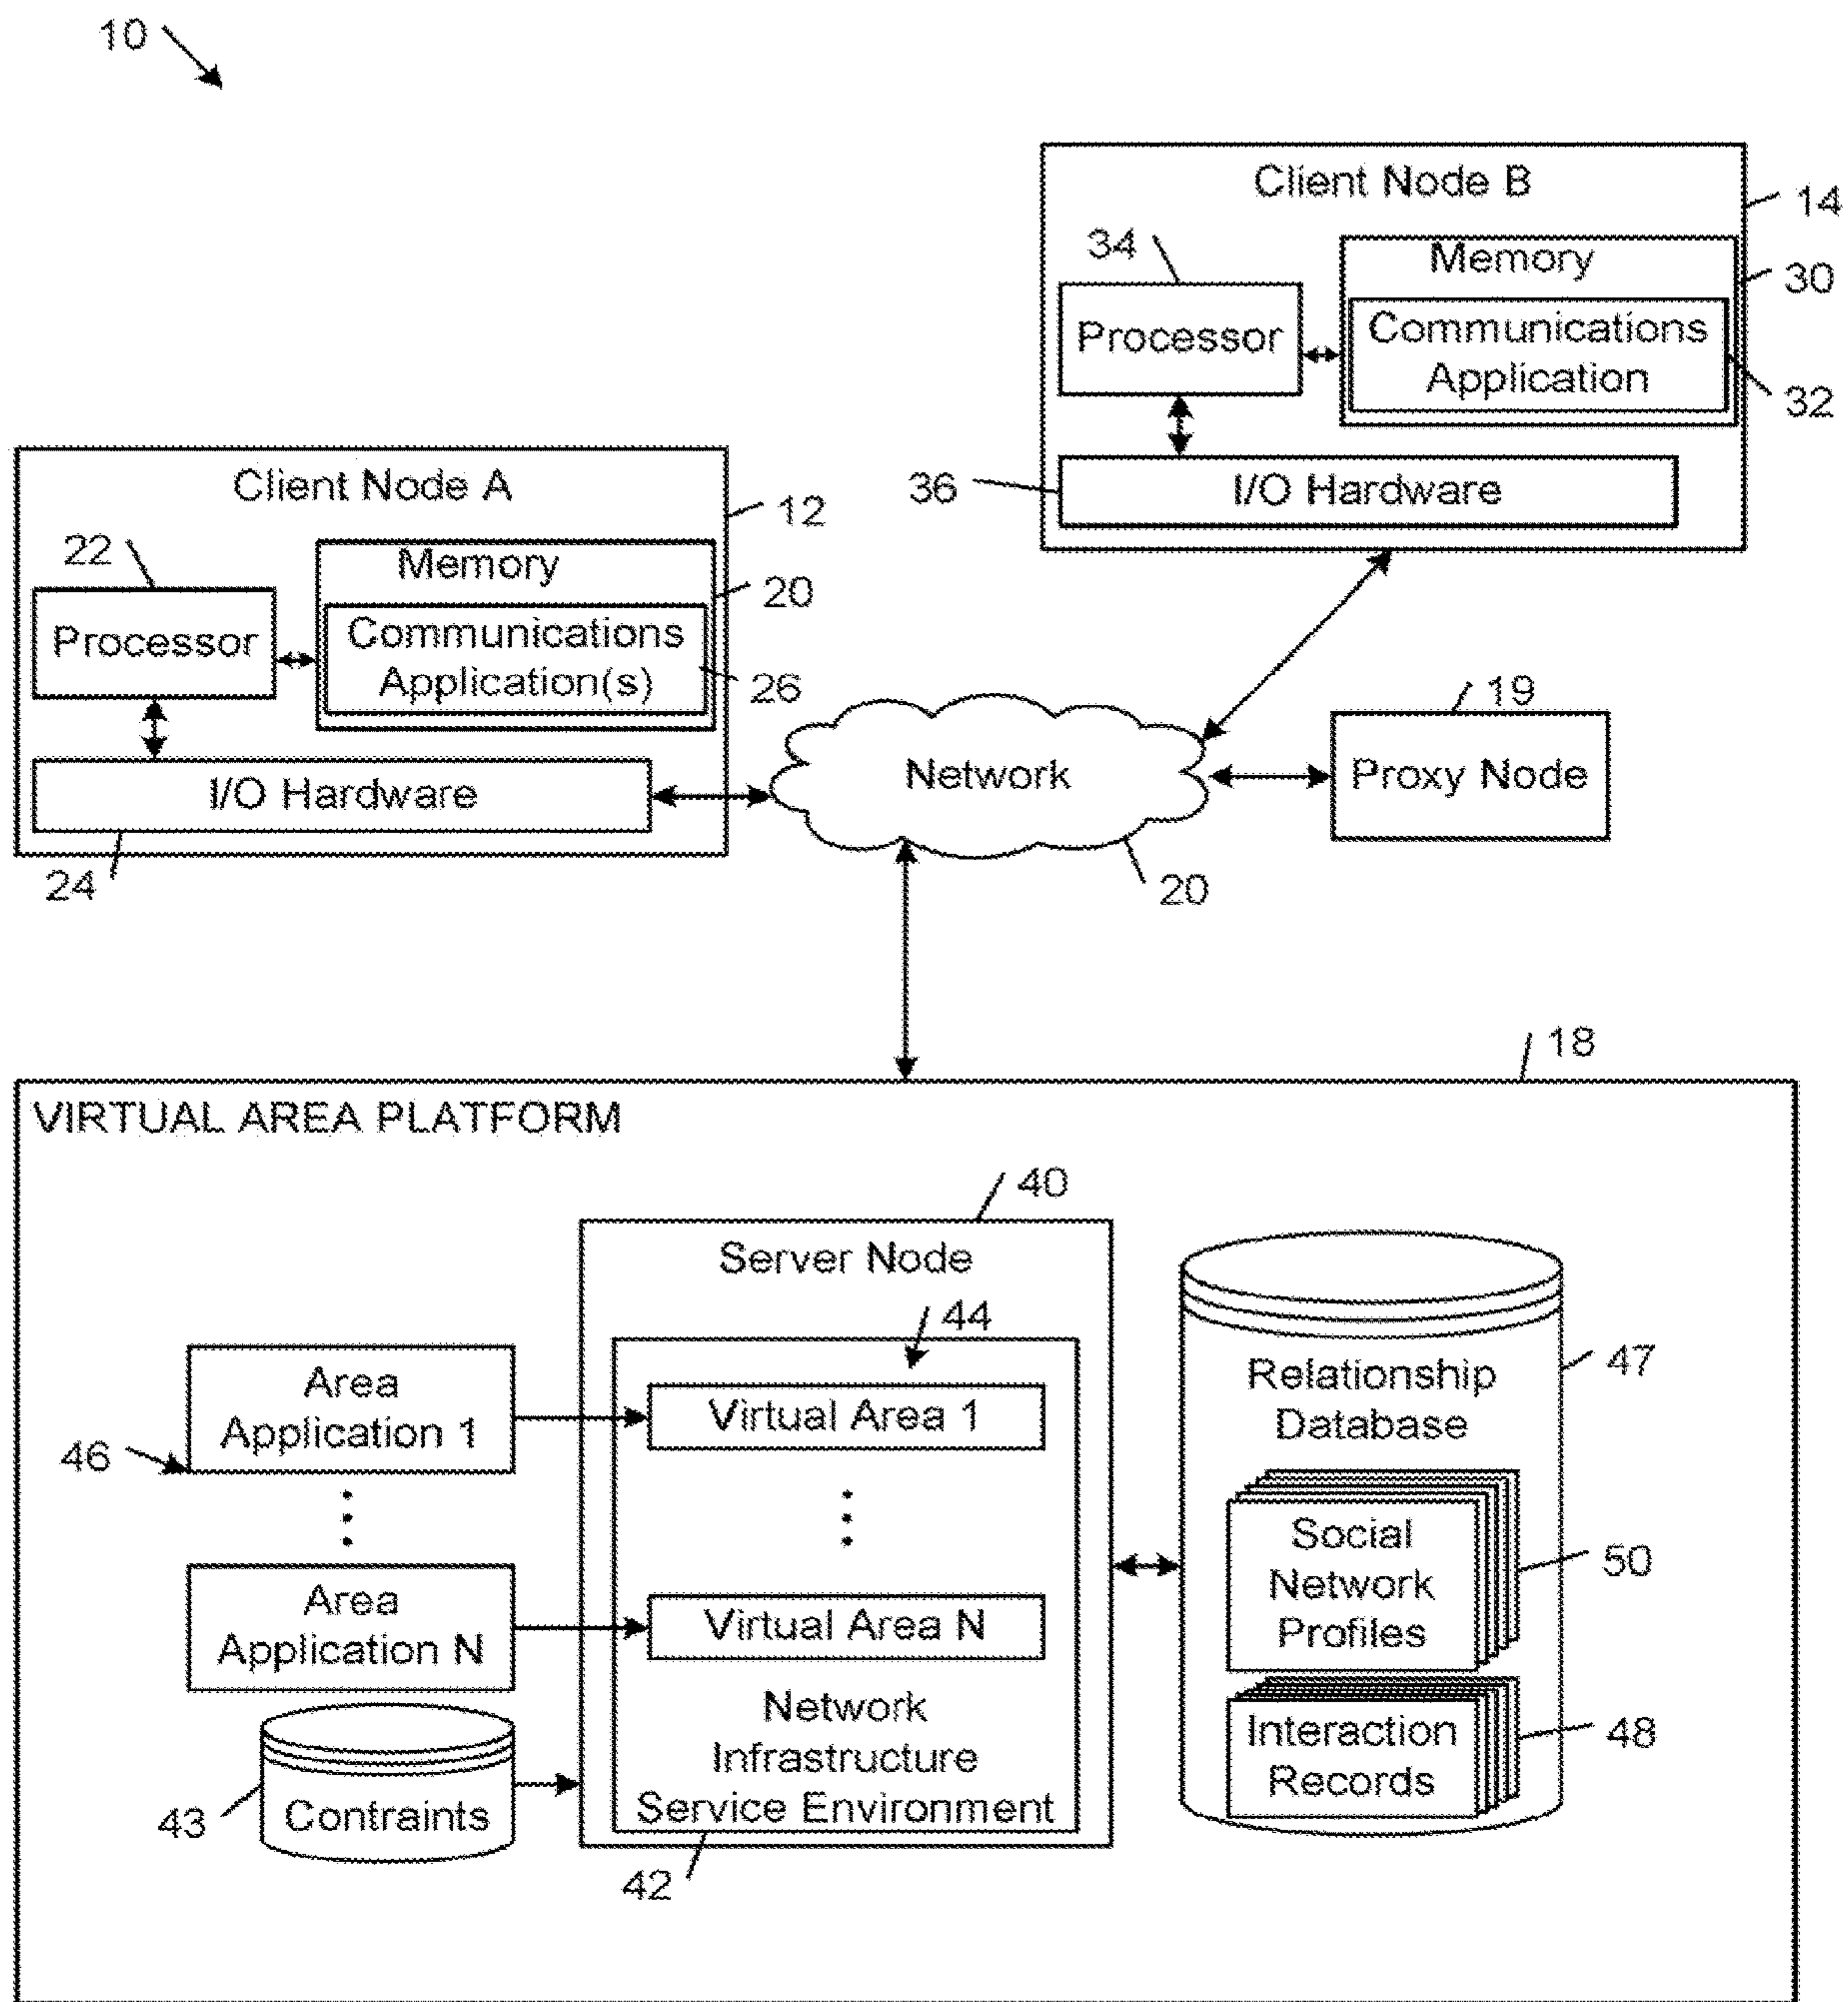 10
Client Node B
14
34
Memory
30
Processor
Communications
Application
32
36
I/O Hardware
Client Node A
12
22
Memory
20
Processor
Communications
Application(s)
26
I/O Hardware
24
Network
20
19
Proxy Node
18
VIRTUAL AREA PLATFORM
40
Server Node
44
Area
Application 1
46
Virtual Area 1
Area
Application N
Virtual Area N
Network
Infrastructure
Service Environment
42
43
Contraints
47
Relationship
Database
Social
Network
Profiles
50
Interaction
Records
48